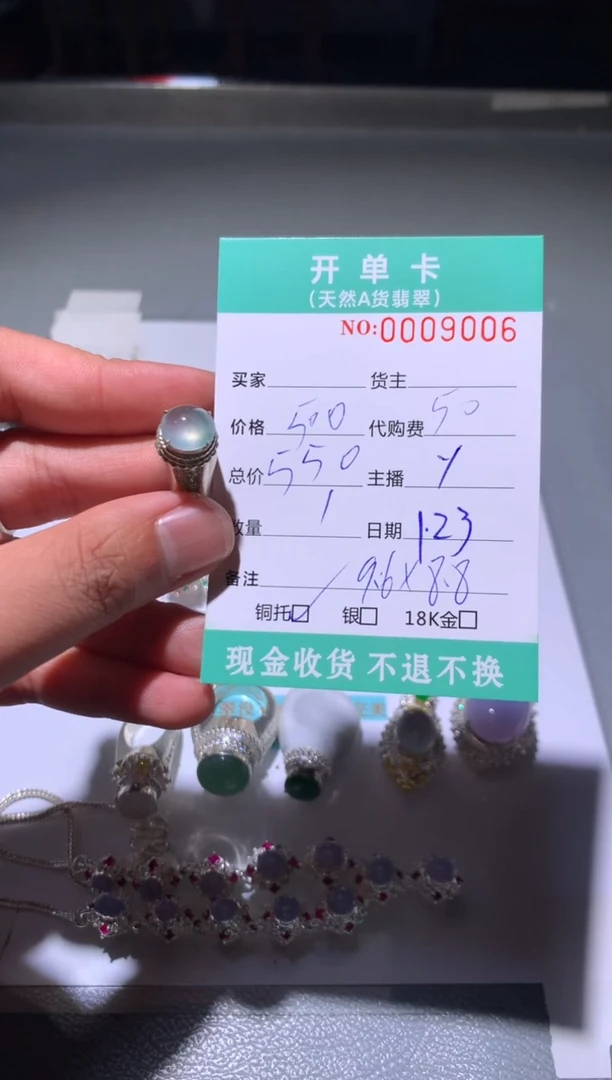 开单卡
(天然A货翡翠)
NO:0009006
买家 货主
价格 500 代购费 50
总价 550 主播 y
数量 1 日期 1.23
备注 9.6×8.8
铜托☑ 银□ 18K金□
现金收货 不退不换